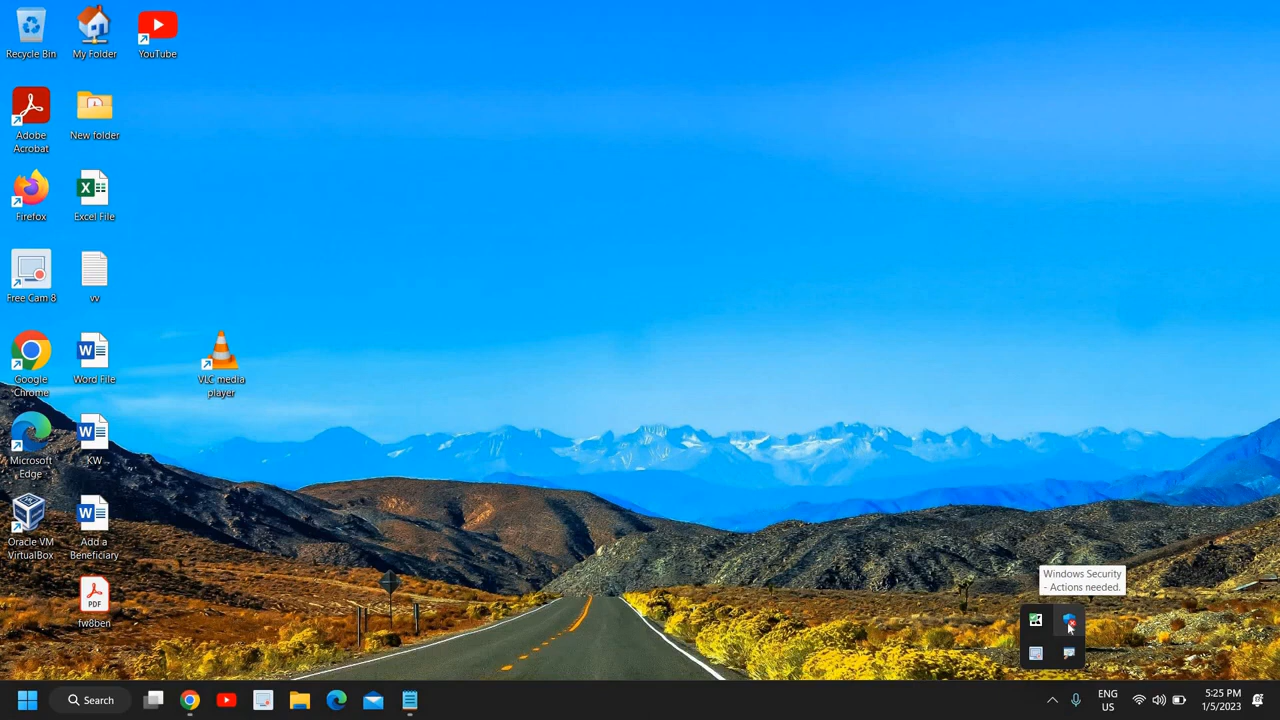 Recycle Bin
My Folder
YouTube
Adobe
Acrobat
New folder
Firefox
Excel File
Free Cam 8
vv
Google
Chrome
Word File
VLC media
player
Microsoft
Edge
KW
Oracle VM
VirtualBox
Add a
Beneficiary
PDF
fw8ben
Windows Security
- Actions needed.
Search
ENG
US
5:25 PM
1/5/2023